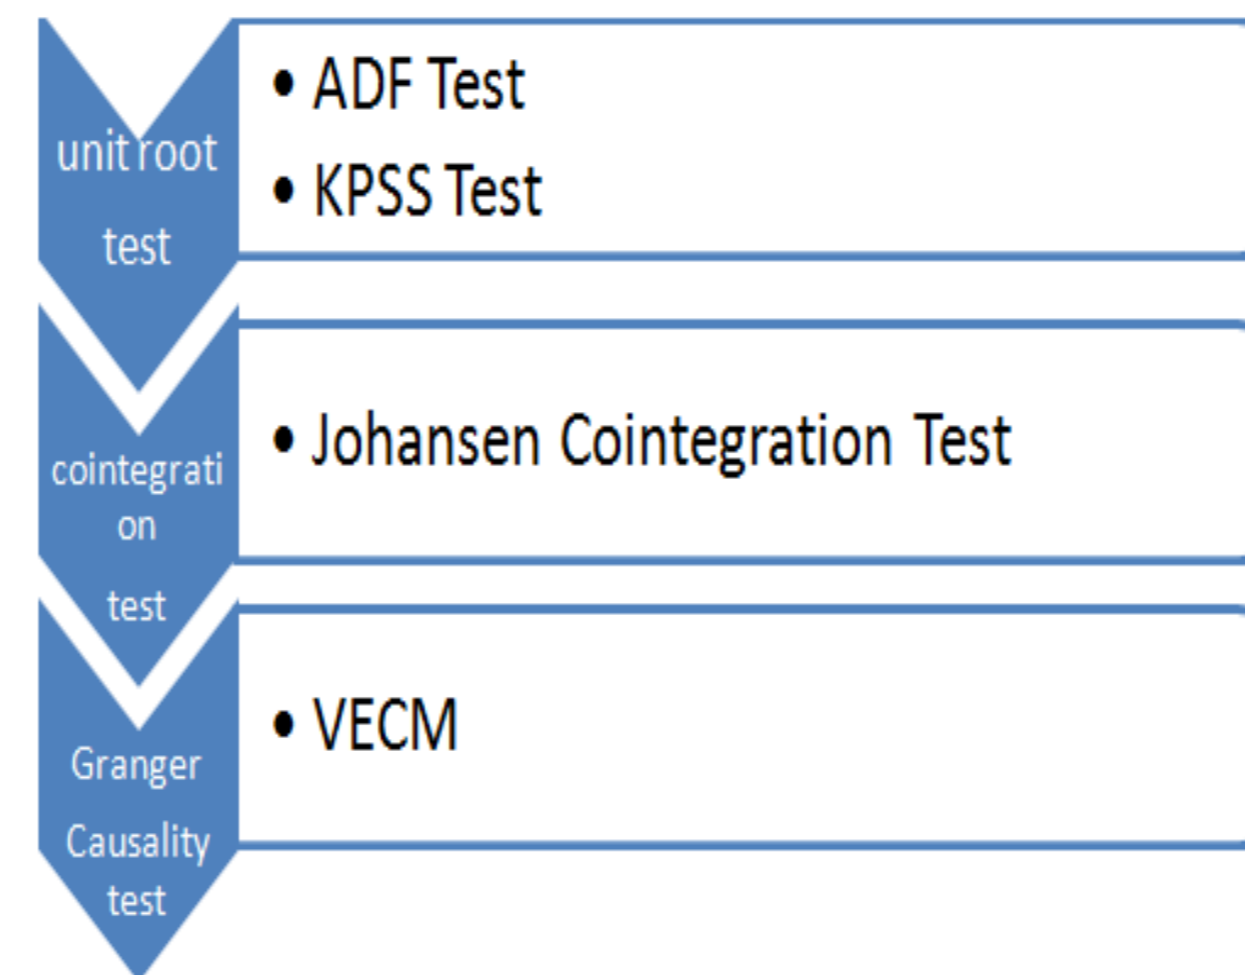 unit root
test
• ADF Test
• KPSS Test
cointegrati
on
test
• Johansen Cointegration Test
Granger
Causality
test
• VECM